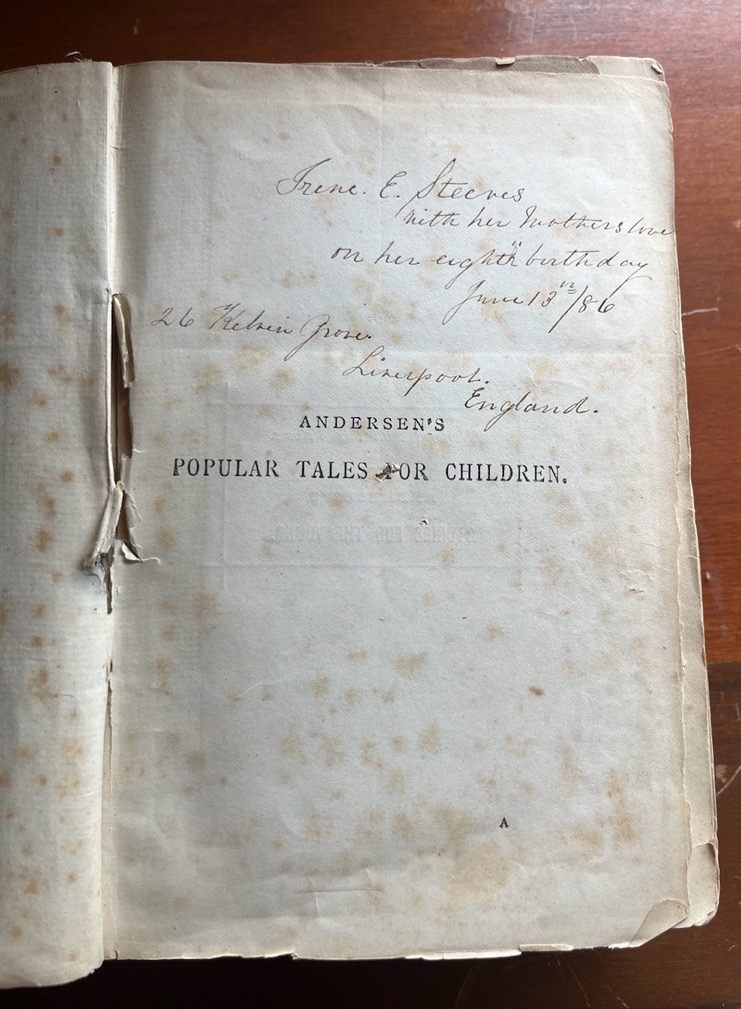 Irene. E. Steeves
with her Mothers love
on her eighth birthday
June 13th/86
26 Kelvin Grove.
Liverpool.
England.
ANDERSEN'S
POPULAR TALES FOR CHILDREN.
A